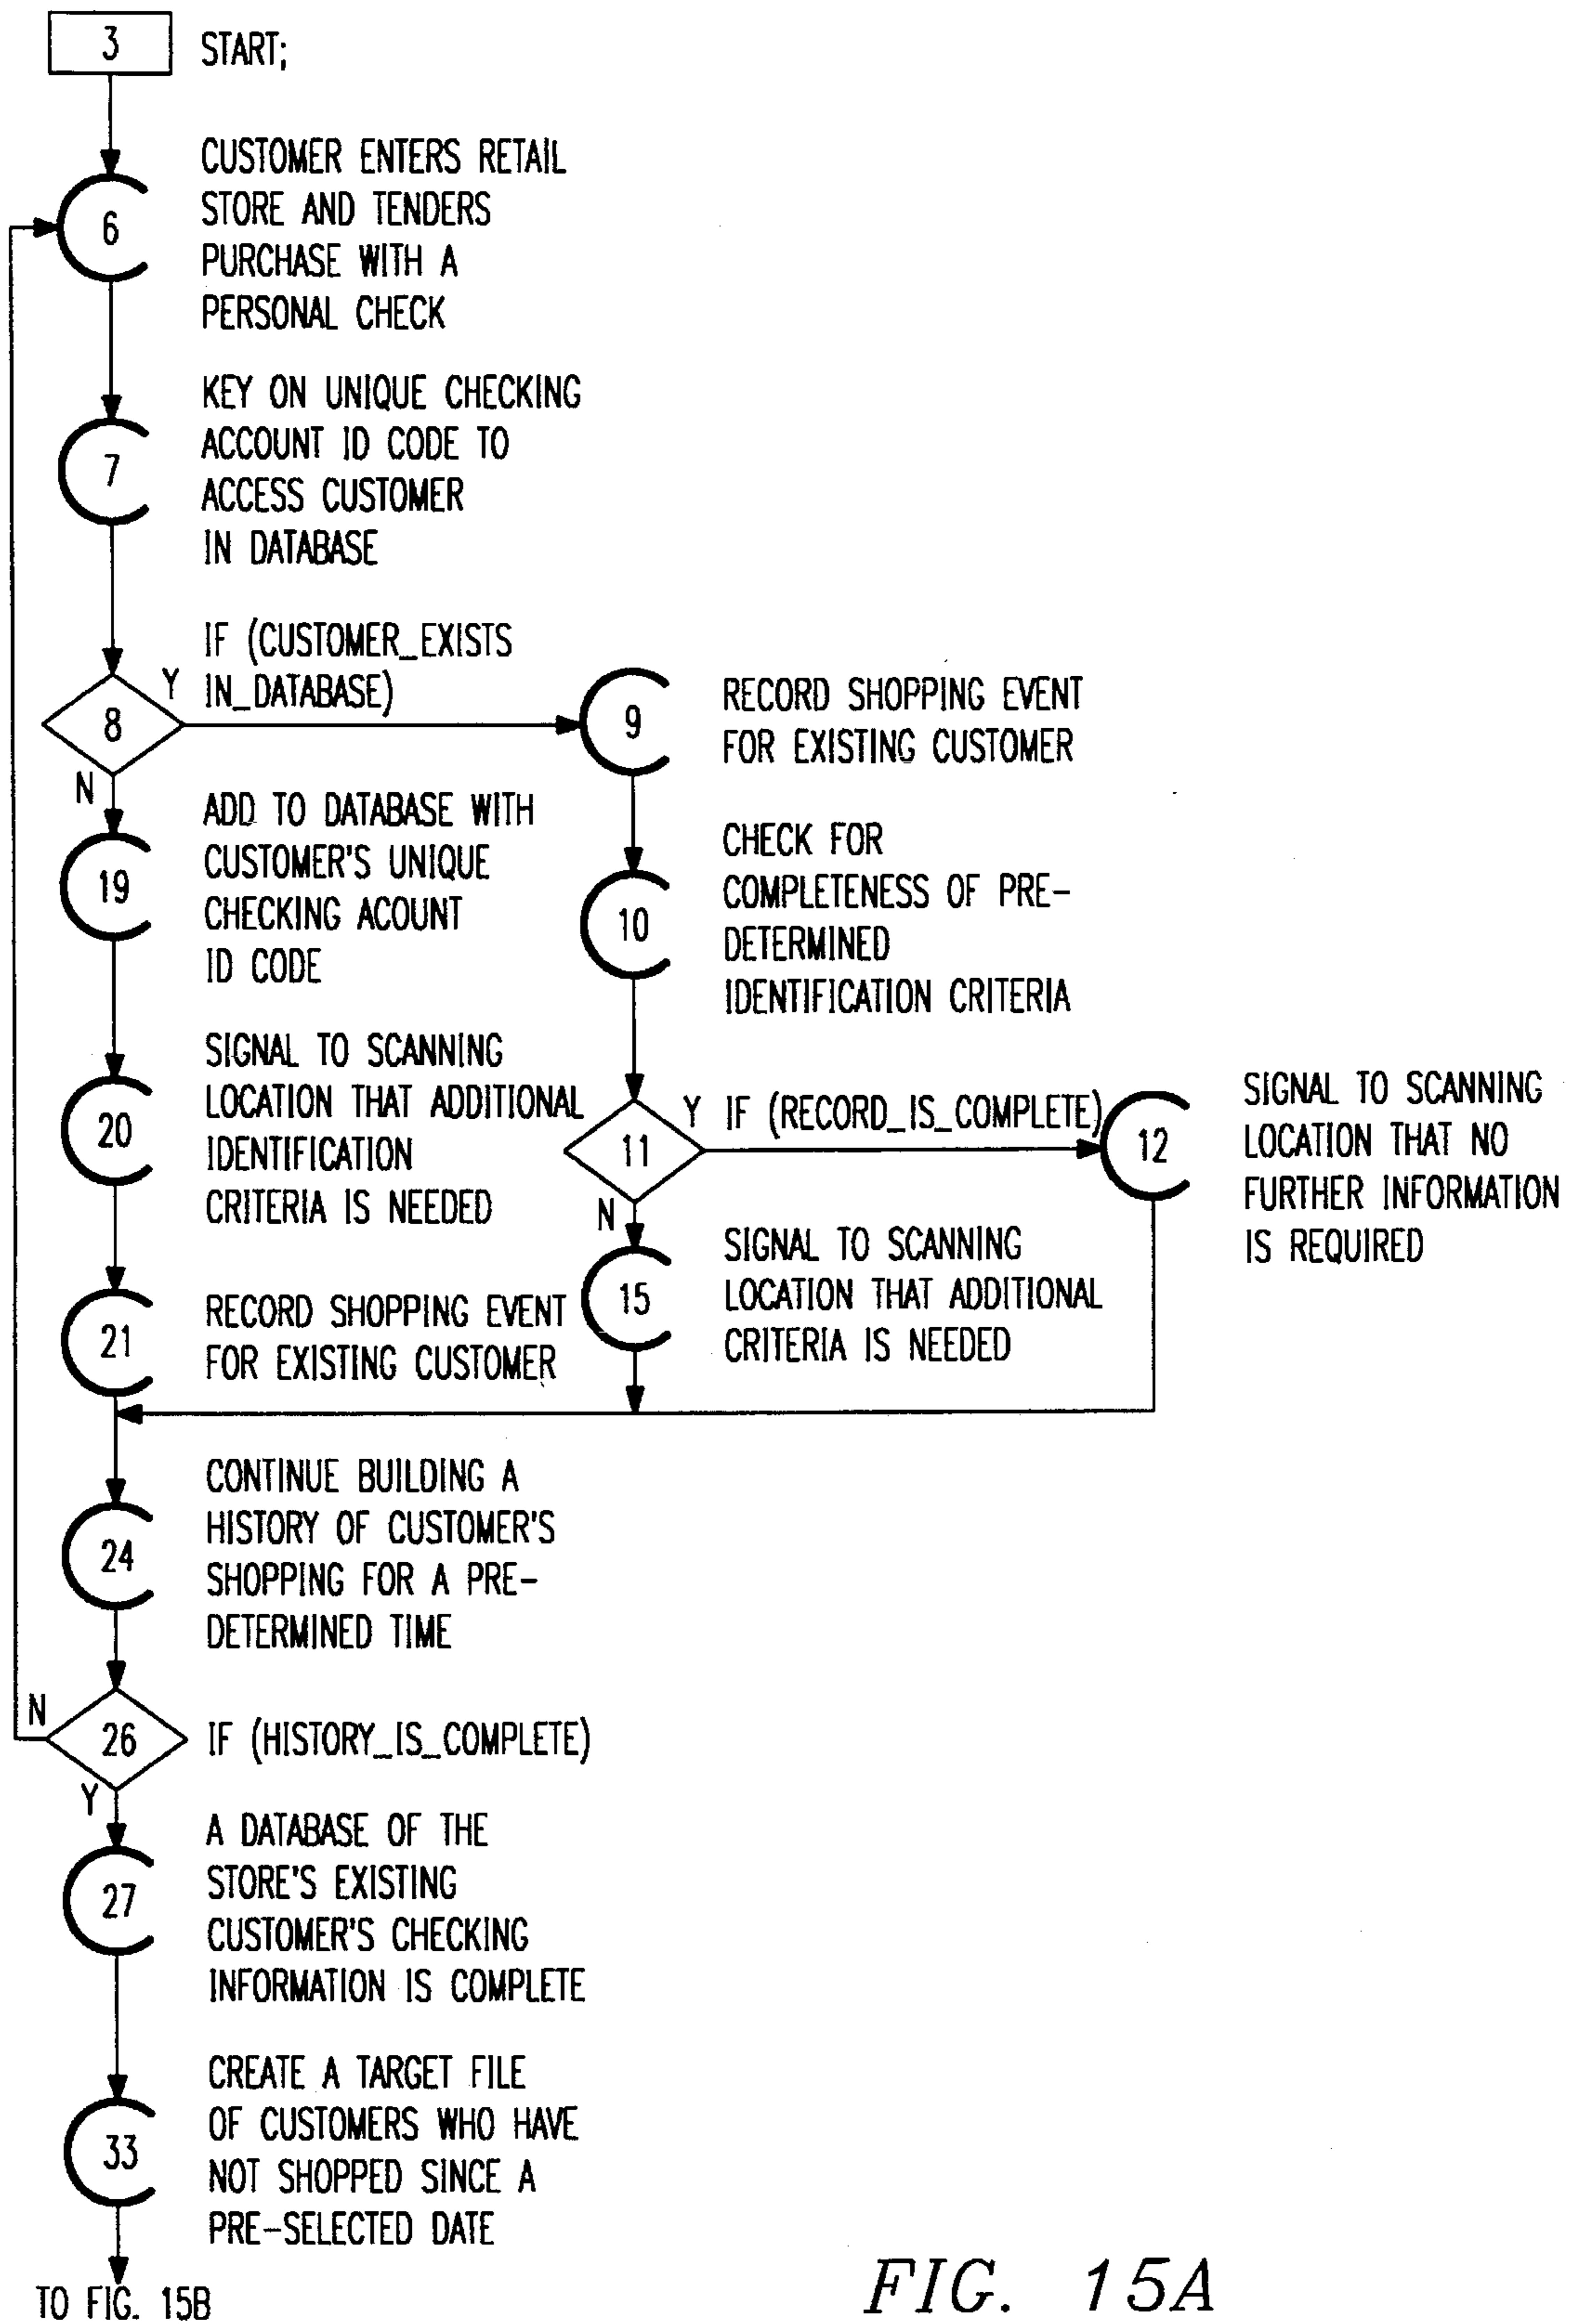 3 START;
CUSTOMER ENTERS RETAIL
STORE AND TENDERS
6
PURCHASE WITH A
PERSONAL CHECK
KEY ON UNIQUE CHECKING
ACCOUNT ID CODE TO
7
ACCESS CUSTOMER
IN DATABASE
IF (CUSTOMER_EXISTS
Y IN_DATABASE)
8
N
9
RECORD SHOPPING EVENT
FOR EXISTING CUSTOMER
ADD TO DATABASE WITH
CUSTOMER'S UNIQUE
19
CHECKING ACOUNT
ID CODE
CHECK FOR
COMPLETENESS OF PRE-
10
DETERMINED
IDENTIFICATION CRITERIA
SIGNAL TO SCANNING
LOCATION THAT ADDITIONAL
20
IDENTIFICATION
CRITERIA IS NEEDED
Y IF (RECORD_IS_COMPLETE)
11
N
12
SIGNAL TO SCANNING
LOCATION THAT NO
FURTHER INFORMATION
IS REQUIRED
15
SIGNAL TO SCANNING
LOCATION THAT ADDITIONAL
CRITERIA IS NEEDED
21
RECORD SHOPPING EVENT
FOR EXISTING CUSTOMER
CONTINUE BUILDING A
HISTORY OF CUSTOMER'S
24
SHOPPING FOR A PRE-
DETERMINED TIME
N
26 IF (HISTORY_IS_COMPLETE)
Y
A DATABASE OF THE
STORE'S EXISTING
27
CUSTOMER'S CHECKING
INFORMATION IS COMPLETE
CREATE A TARGET FILE
OF CUSTOMERS WHO HAVE
33
NOT SHOPPED SINCE A
PRE-SELECTED DATE
TO FIG. 15B
FIG. 15A